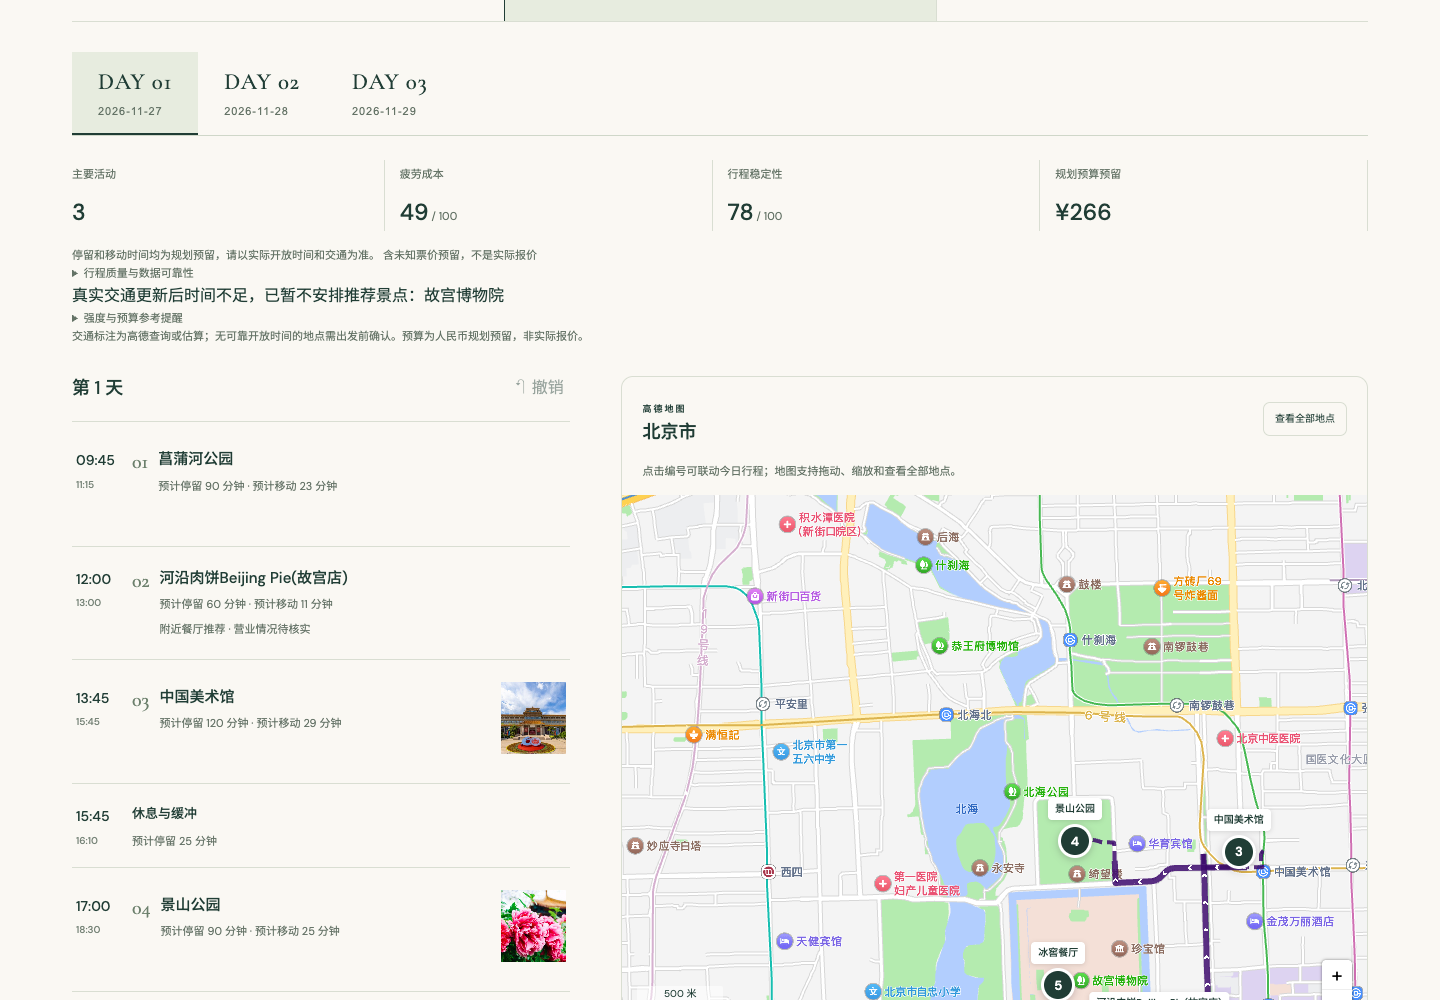 DAY 01
2026-11-27
DAY 02
2026-11-28
DAY 03
2026-11-29
主要活动
3
疲劳成本
49 / 100
行程稳定性
78 / 100
规划预算预留
¥266
停留和移动时间均为规划预留，请以实际开放时间和交通为准。 含未知票价预留，不是实际报价
行程质量与数据可靠性
真实交通更新后时间不足，已暂不安排推荐景点：故宫博物院
强度与预算参考提醒
交通标注为高德查询或估算；无可靠开放时间的地点需出发前确认。预算为人民币规划预留，非实际报价。
第 1 天
撤销
09:45
11:15
01
菖蒲河公园
预计停留 90 分钟 · 预计移动 23 分钟
12:00
13:00
02
河沿肉饼Beijing Pie(故宫店)
预计停留 60 分钟 · 预计移动 11 分钟
附近餐厅推荐 · 营业情况待核实
13:45
15:45
03
中国美术馆
预计停留 120 分钟 · 预计移动 29 分钟
15:45
16:10
休息与缓冲
预计停留 25 分钟
17:00
18:30
04
景山公园
预计停留 90 分钟 · 预计移动 25 分钟
高德地图
北京市
查看全部地点
点击编号可联动今日行程；地图支持拖动、缩放和查看全部地点。
积水潭医院
(新街口院区)
后海
什刹海
鼓楼
方砖厂69
号炸酱面
北
新街口百货
19号线
恭王府博物馆
什刹海
南锣鼓巷
平安里
北海北
6号线
南锣鼓巷
满恒記
北京市第一
五六中学
北京中医医院
国医文化大
北海公园
北海
景山公园
4
中国美术馆
3
华育宾馆
妙应寺白塔
西四
第一医院
妇产儿童医院
永安寺
绮望
中国美术馆
天健宾馆
金茂万丽酒店
冰窖餐厅
5
珍宝馆
故宫博物院
北京市自忠小学
500 米
+